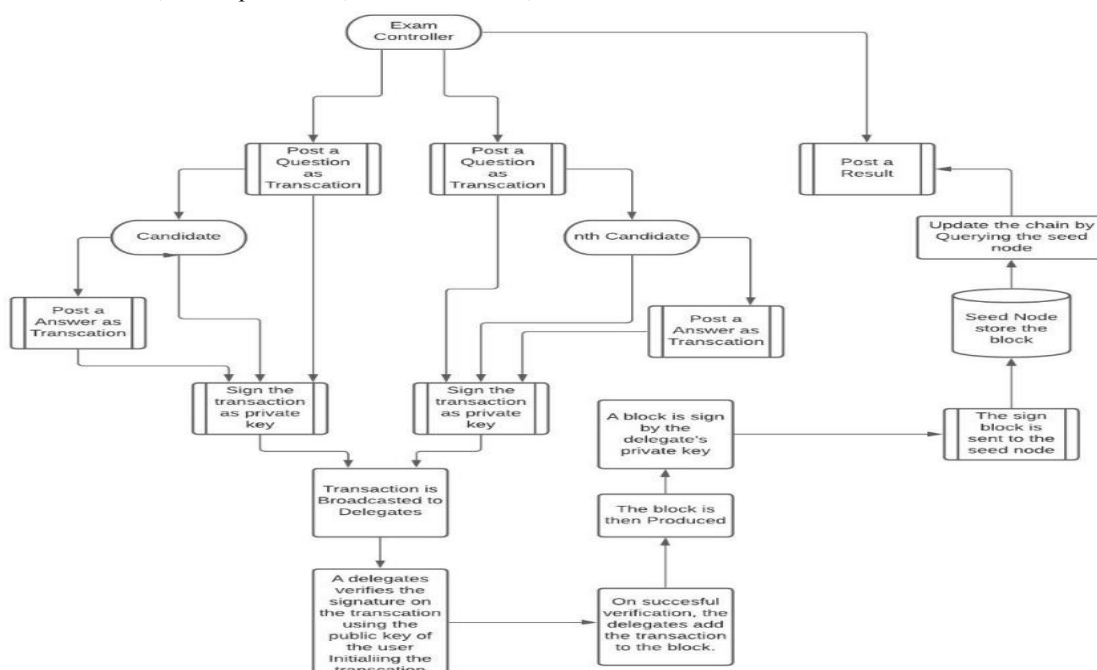 Exam
Controller
Post a
Question
as
Transcation
Post a
Question
as
Transcation
Post a
Result
Candidate
nth Candidate
Update the chain by
Querying the seed
node
Post a
Answer as
Transcation
Post a
Answer as
Transcation
Seed Node
store the
block
Sign the
transaction
as private
key
Sign the
transaction
as private
key
A block is sign
by the
delegate's
private key
The sign
block is
sent to the
seed node
Transaction is
Broadcasted to
Delegates
The block is
then Produced
A delegates
verifies the
signature on
the transcation
using the
public key of
the user
Initialiing the
transcation
On succesful
verification, the
delegates add
the transaction
to the block.